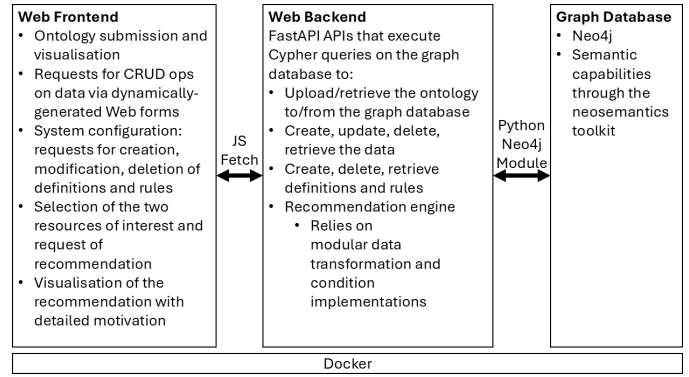 Web Frontend
• Ontology submission and
visualisation
• Requests for CRUD ops
on data via dynamically-
generated Web forms
• System configuration:
requests for creation,
modification, deletion of
definitions and rules
• Selection of the two
resources of interest and
request of
recommendation
• Visualisation of the
recommendation with
detailed motivation
JS
Fetch
Web Backend
FastAPI APIs that execute
Cypher queries on the graph
database to:
• Upload/retrieve the ontology
to/from the graph database
• Create, update, delete,
retrieve the data
• Create, delete, retrieve
definitions and rules
• Recommendation engine
• Relies on
modular data
transformation and
condition
implementations
Python
Neo4j
Module
Graph Database
• Neo4j
• Semantic
capabilities
through the
neosemantics
toolkit
Docker